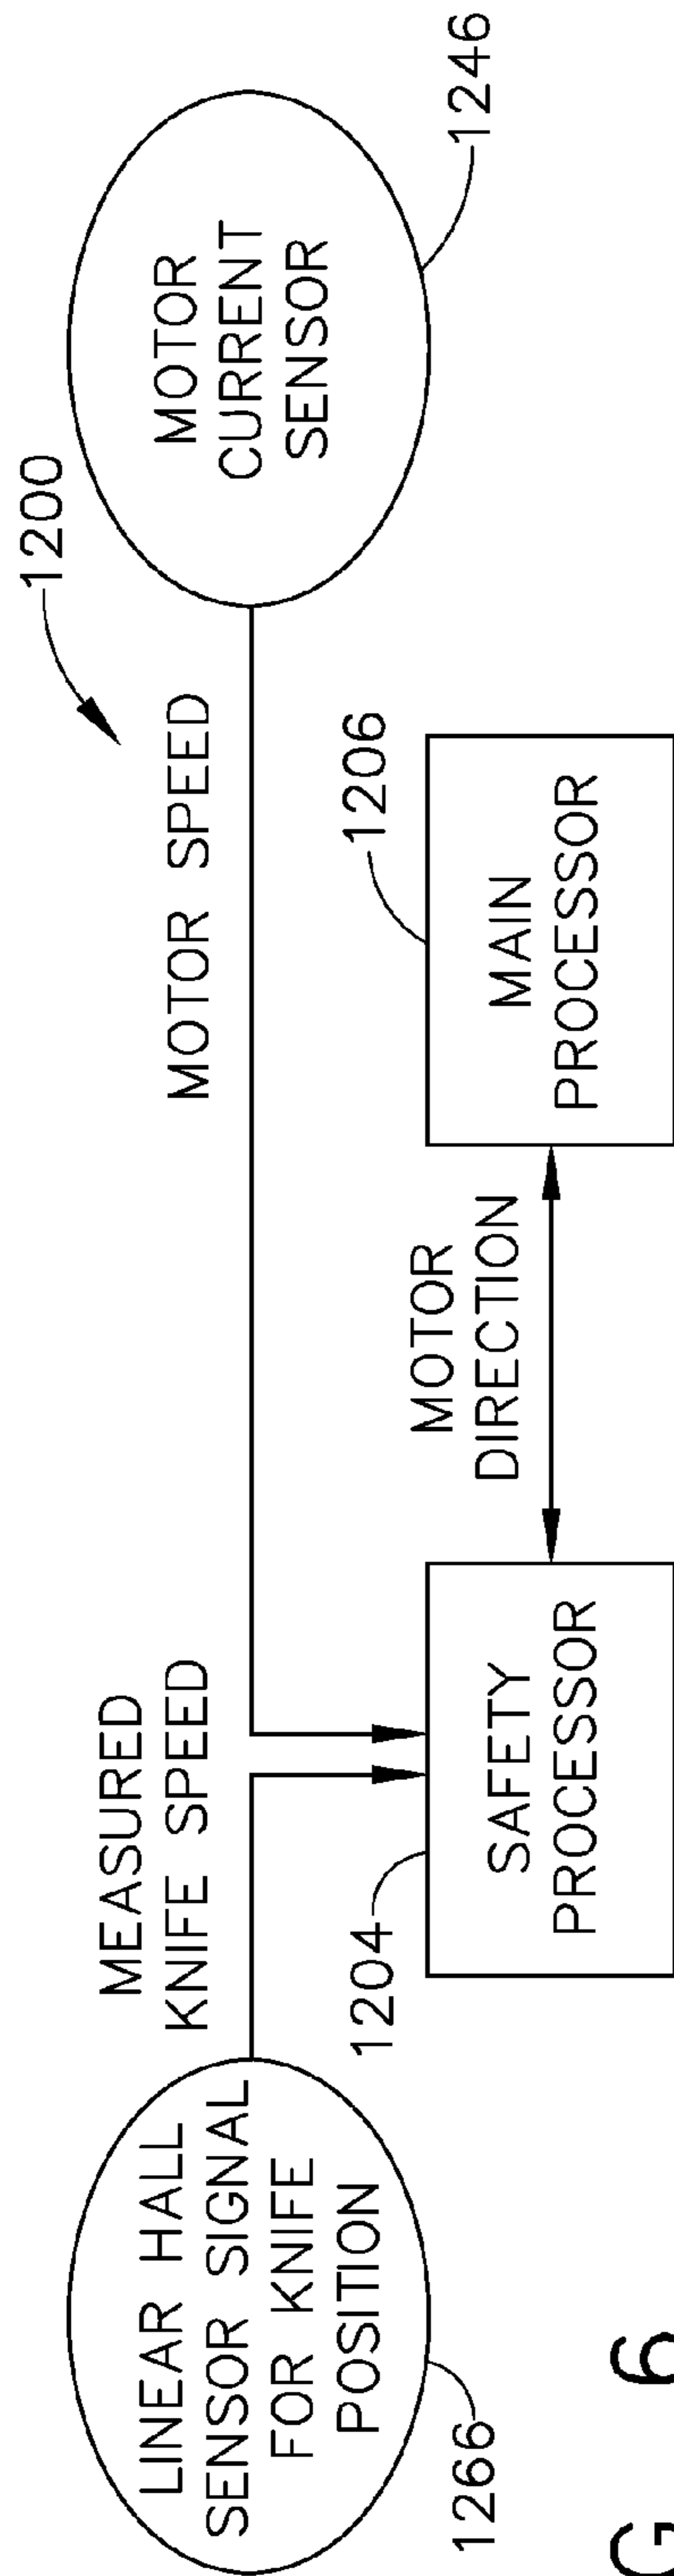 1200
LINEAR HALL
SENSOR SIGNAL
FOR KNIFE
POSITION
1266
MEASURED
KNIFE SPEED
MOTOR SPEED
MOTOR
CURRENT
SENSOR
1246
1204
SAFETY
PROCESSOR
MOTOR
DIRECTION
1206
MAIN
PROCESSOR
G 6